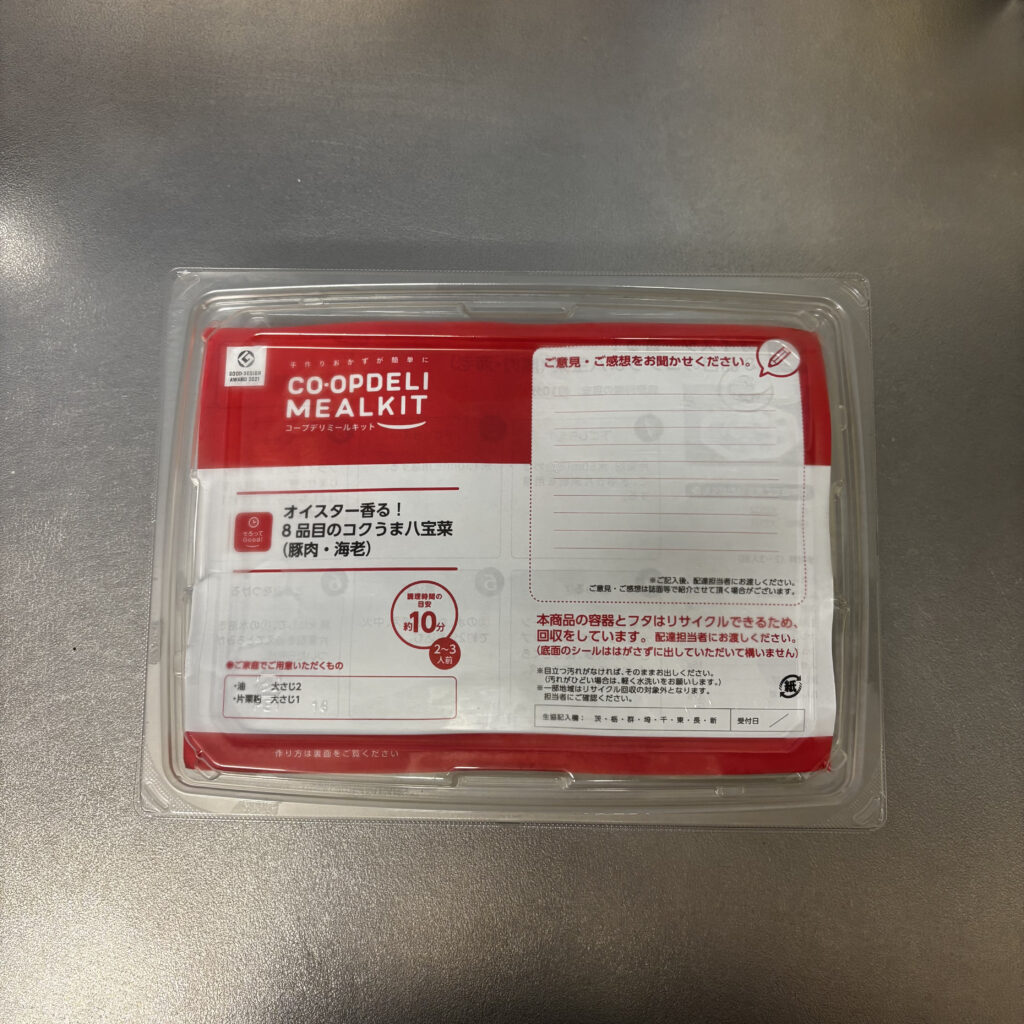 GOOD DESIGN
AWARD 2021
手作りおかずが簡単に
CO·OPDELI
MEALKIT
コープデリミールキット
そろって
Good!
オイスター香る!
8品目のコクうま八宝菜
(豚肉・海老)
調理時間の
目安
約10分
2~3
人前
●ご家庭でご用意いただくもの
・油 大さじ2
・片栗粉 大さじ1
作り方は裏面をご覧ください
ご意見・ご感想をお聞かせください。
※ご記入後、配達担当者にお渡しください。
ご意見・ご感想は誌面等で紹介させて頂く場合がございます。
本商品の容器とフタはリサイクルできるため、
回収をしています。配達担当者にお渡しください。
(底面のシールははがさずに出していただいて構いません)
※目立つ汚れがなければ、そのままお出しください。
(汚れがひどい場合は、軽く水洗いをお願いします。)
※一部地域はリサイクル回収の対象外となります。
担当者にご確認ください。
紙
生協記入欄: 茨・栃・群・埼・千・東・長・新 受付日 /